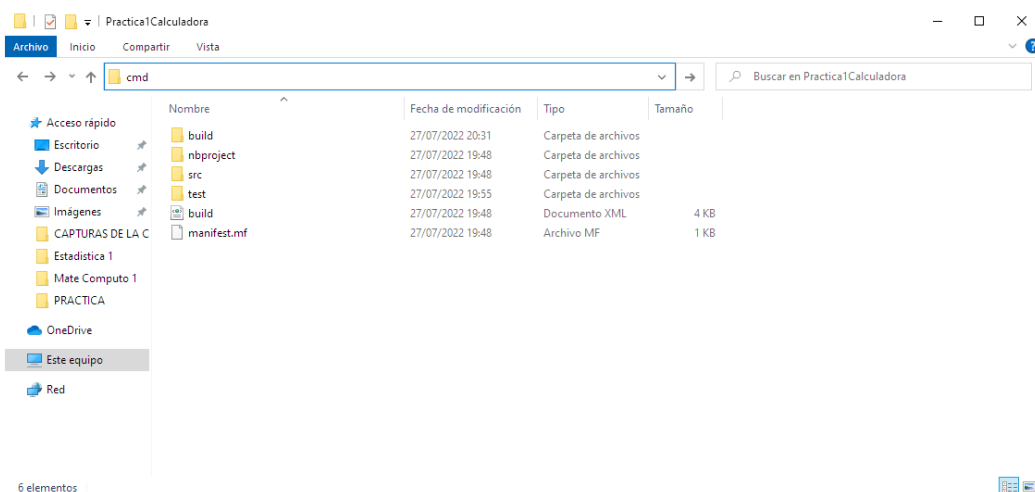 Practica1Calculadora
Archivo Inicio Compartir Vista
cmd
Buscar en Practica1Calculadora
Nombre Fecha de modificación Tipo Tamaño
Acceso rápido
Escritorio
Descargas
Documentos
Imágenes
CAPTURAS DE LA C
Estadistica 1
Mate Computo 1
PRACTICA
OneDrive
Este equipo
Red
build 27/07/2022 20:31 Carpeta de archivos
nbproject 27/07/2022 19:48 Carpeta de archivos
src 27/07/2022 19:48 Carpeta de archivos
test 27/07/2022 19:55 Carpeta de archivos
build 27/07/2022 19:48 Documento XML 4 KB
manifest.mf 27/07/2022 19:48 Archivo MF 1 KB
6 elementos